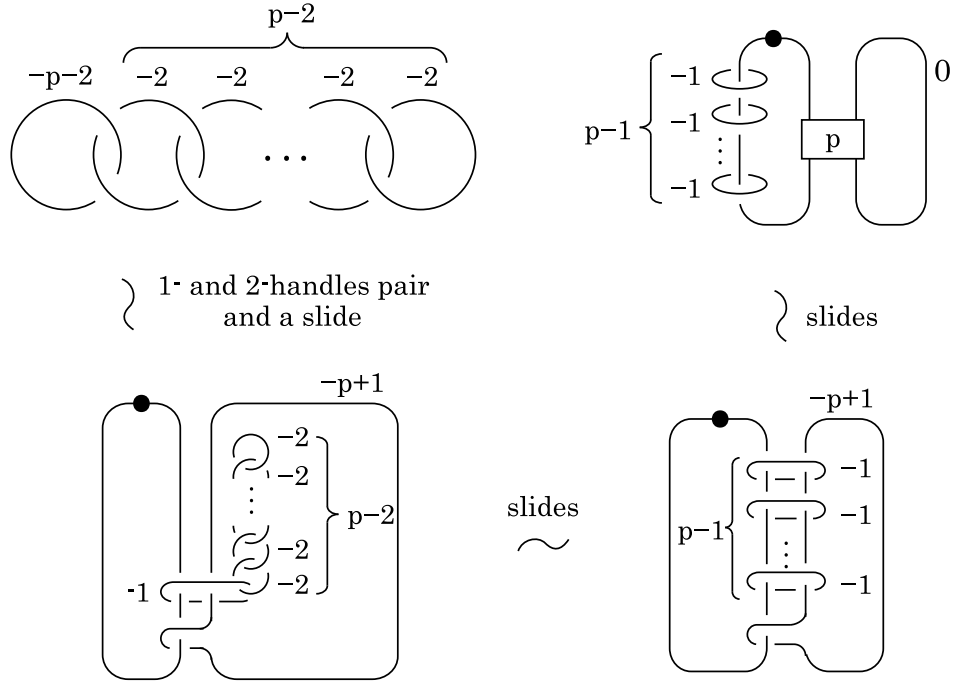 p−2
−p−2 −2 −2 −2 −2
. . .
p−1
−1
−1
−1
p
0
1- and 2-handles pair
and a slide
slides
−p+1
−2
−2
−2
−2
p−2
-1
slides
−p+1
p−1
−1
−1
−1